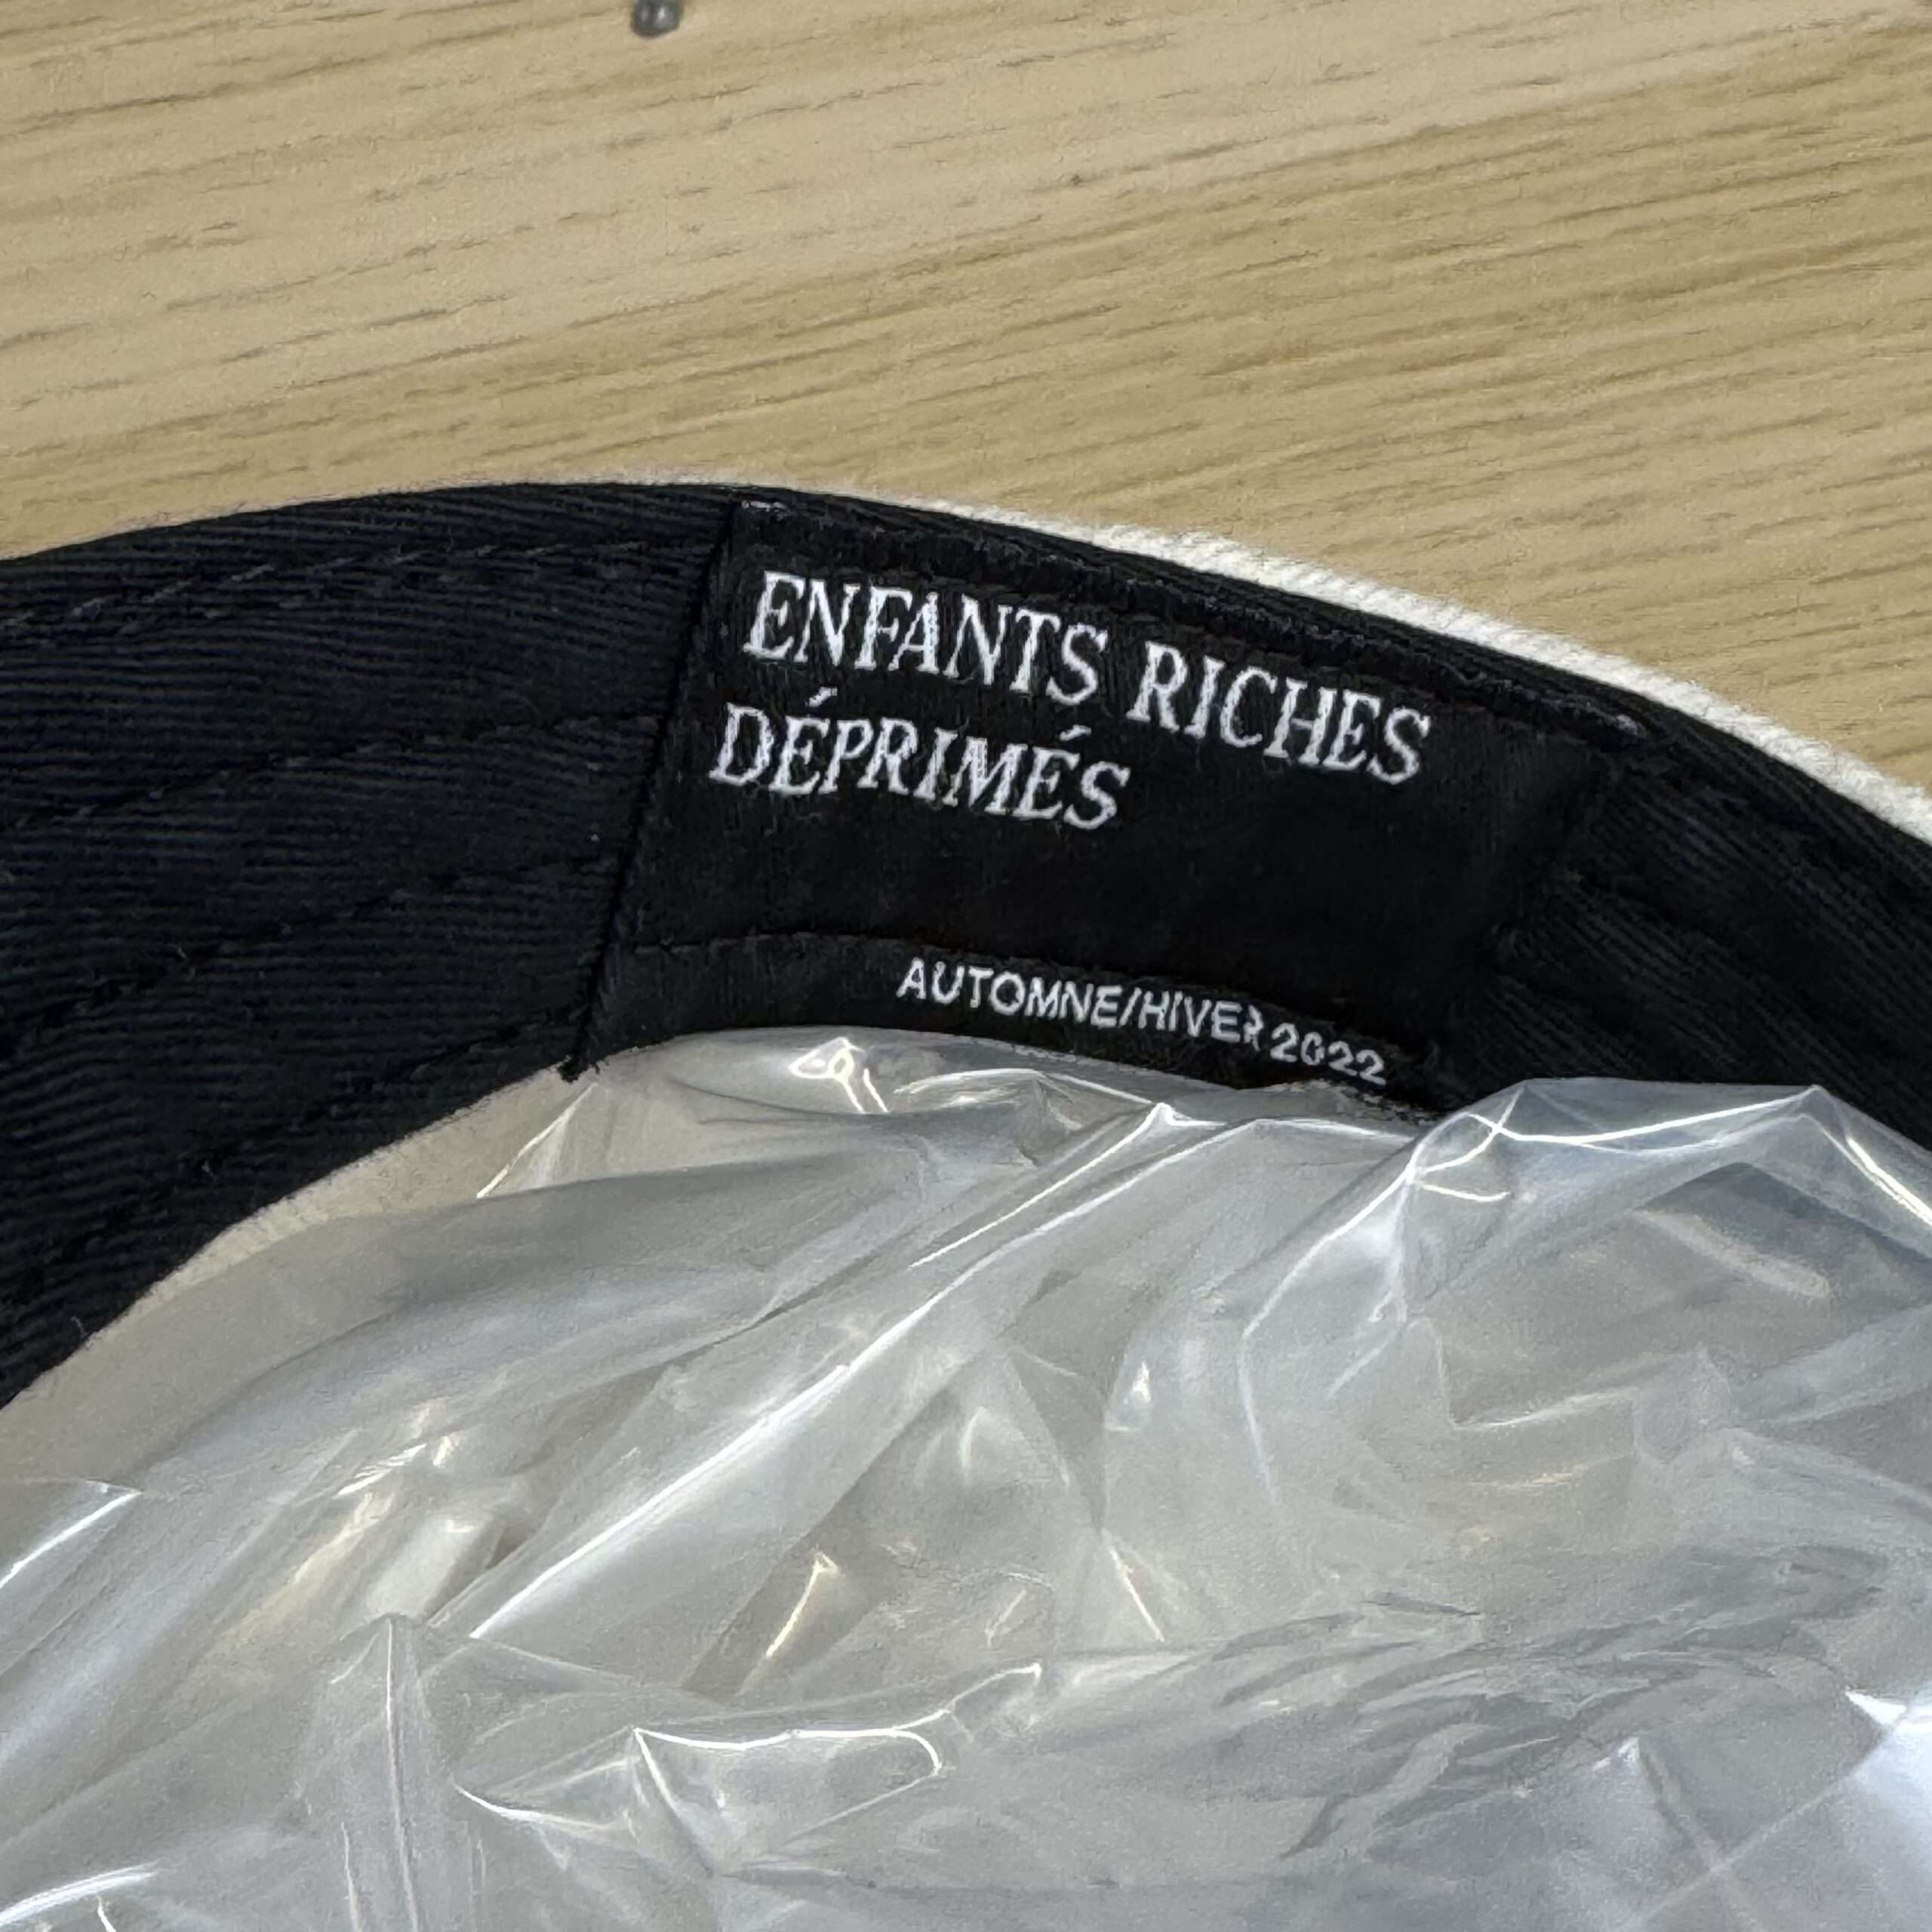 ENFANTS RICHES
DÉPRIMÉS
AUTOMNE/HIVER 2022